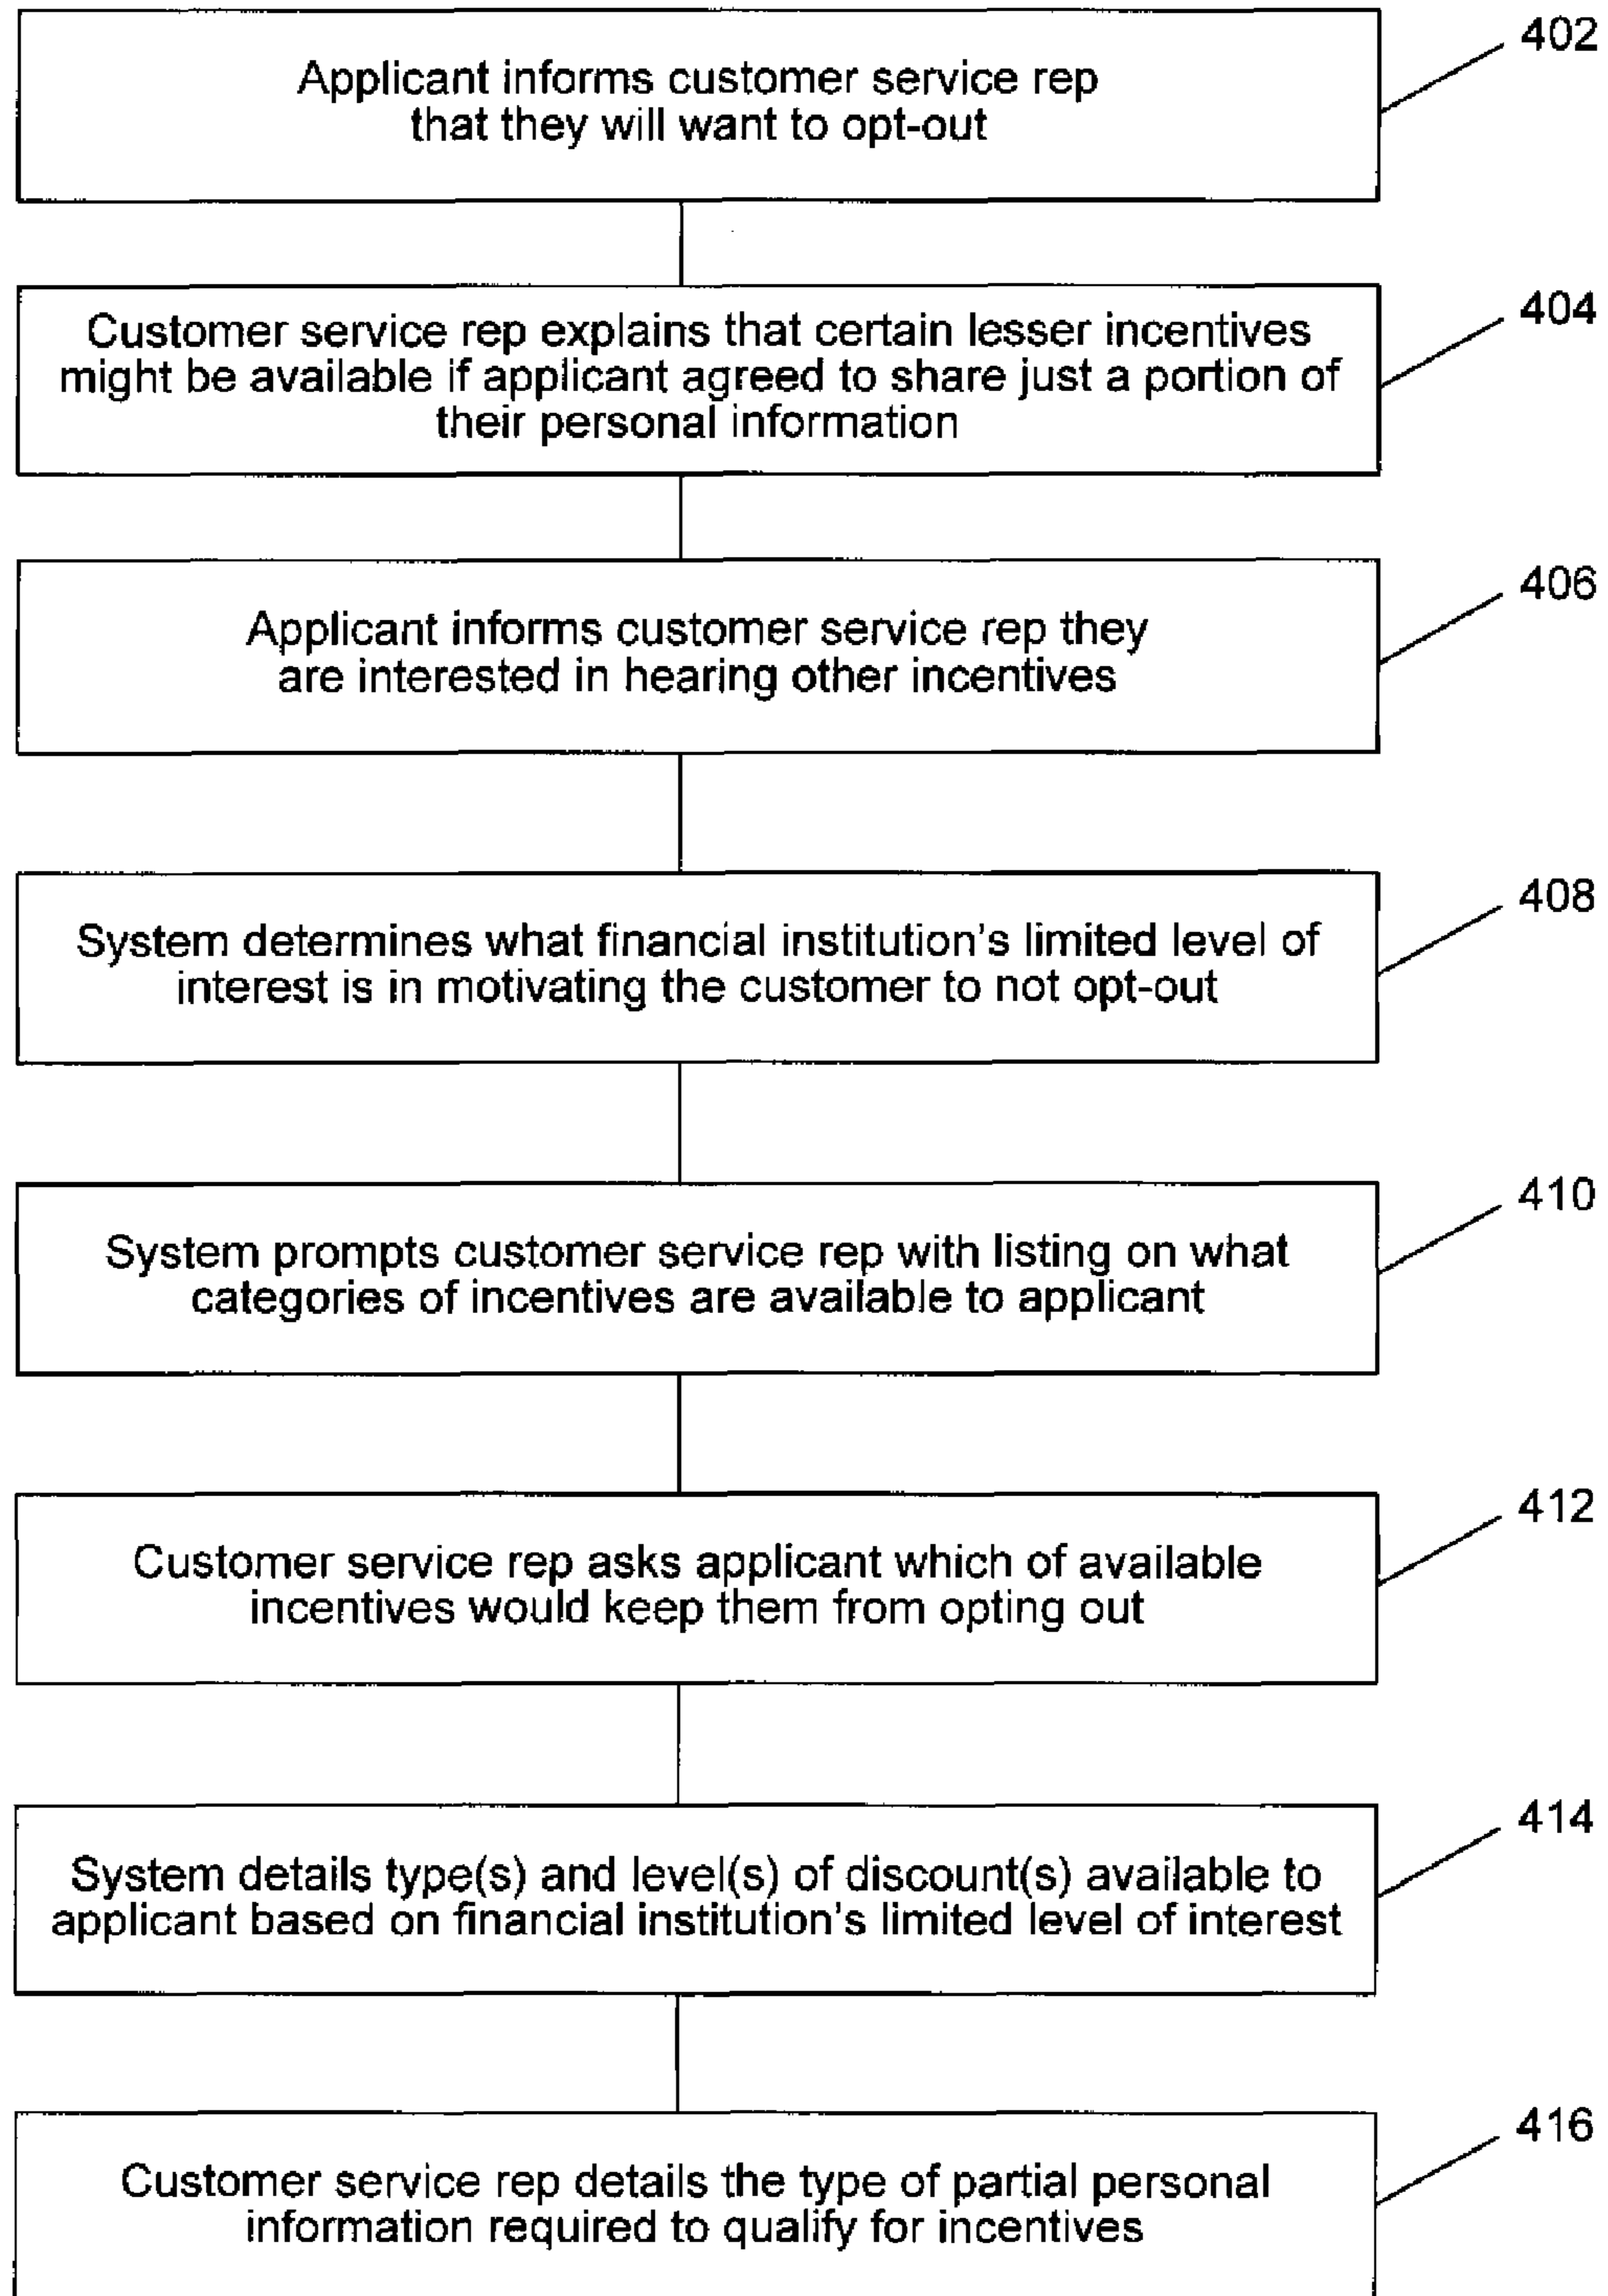 402
Applicant informs customer service rep
that they will want to opt-out
404
Customer service rep explains that certain lesser incentives
might be available if applicant agreed to share just a portion of
their personal information
406
Applicant informs customer service rep they
are interested in hearing other incentives
408
System determines what financial institution's limited level of
interest is in motivating the customer to not opt-out
410
System prompts customer service rep with listing on what
categories of incentives are available to applicant
412
Customer service rep asks applicant which of available
incentives would keep them from opting out
414
System details type(s) and level(s) of discount(s) available to
applicant based on financial institution's limited level of interest
416
Customer service rep details the type of partial personal
information required to qualify for incentives